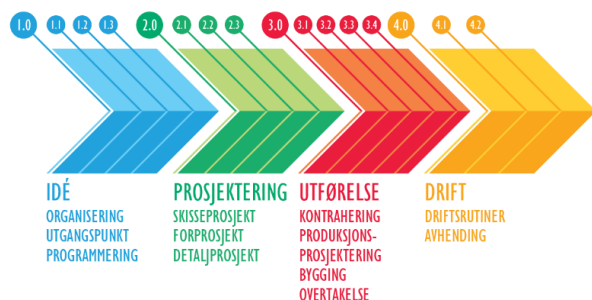 1.0 1.1 1.2 1.3 2.0 2.1 2.2 2.3 3.0 3.1 3.2 3.3 3.4 4.0 4.1 4.2
IDÉ
ORGANISERING
UTGANGSPUNKT
PROGRAMMERING
PROSJEKTERING
SKISSEPROSJEKT
FORPROSJEKT
DETALJPROSJEKT
UTFØRELSE
KONTRAHERING
PRODUKSJONS-
PROSJEKTERING
BYGGING
OVERTAKELSE
DRIFT
DRIFTSRUTINER
AVHENDING